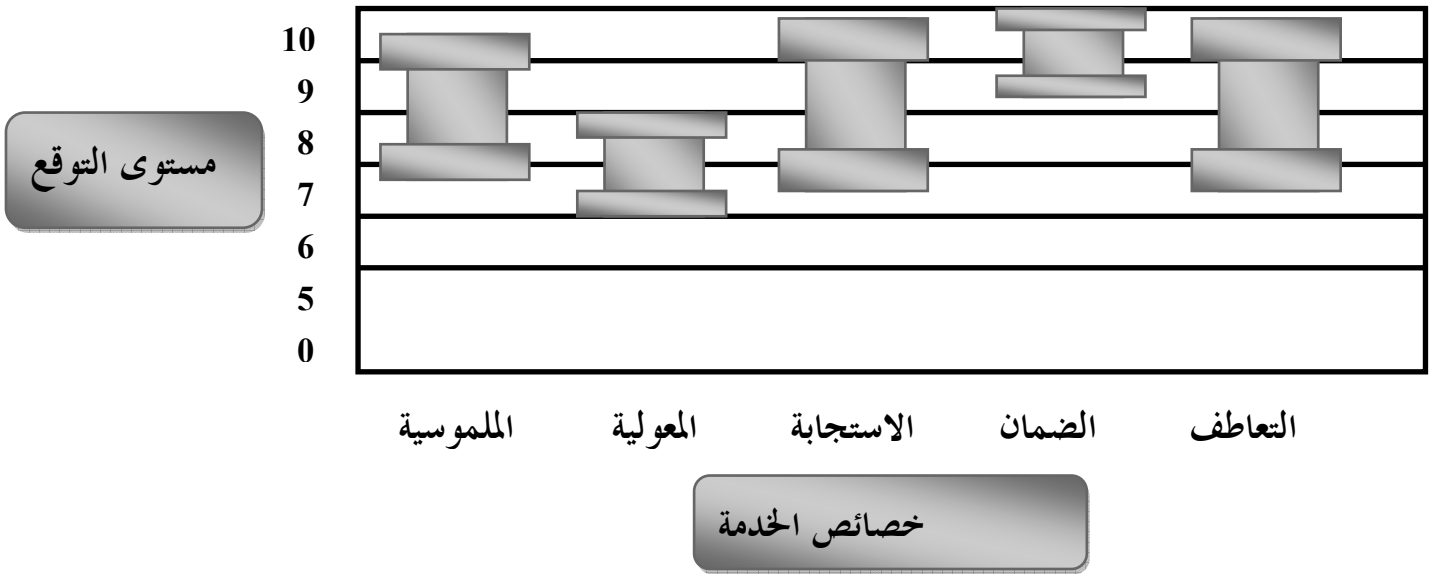 10
9
8
7
6
5
0
مستوى التوقع
الملموسية
المعولية
الاستجابة
الضمان
التعاطف
خصائص الخدمة